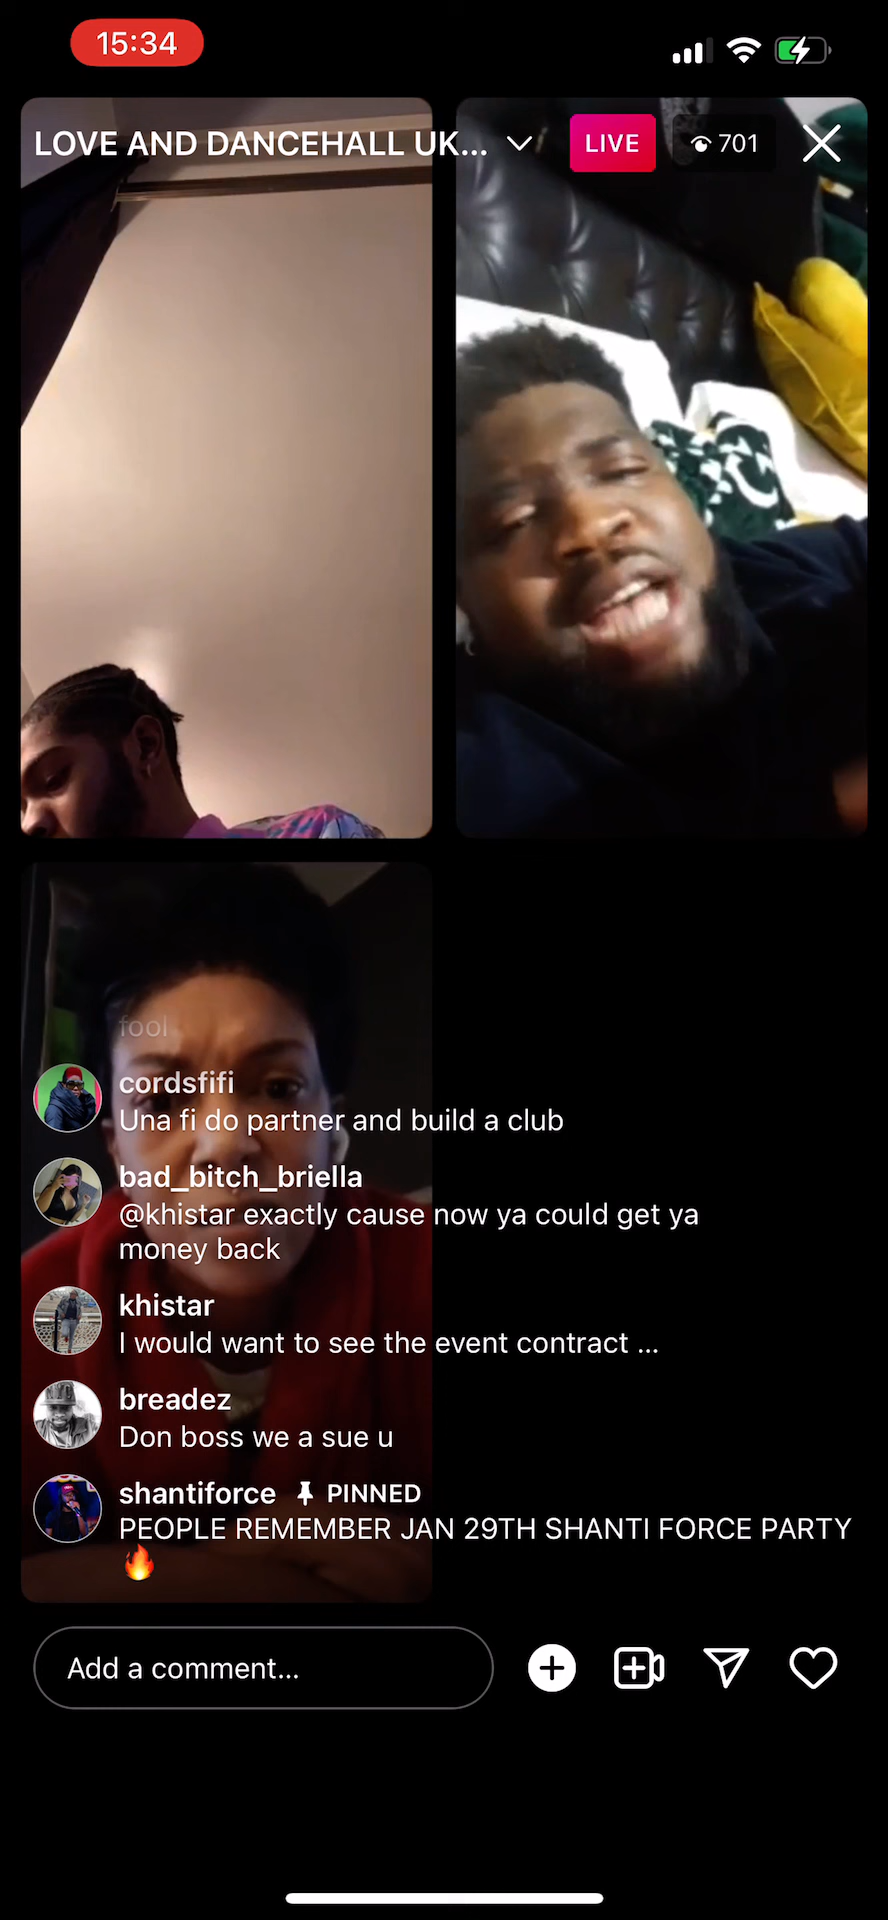 15:34
LOVE AND DANCEHALL UK...
LIVE
701
fool
cordsfifi
Una fi do partner and build a club
bad_bitch_briella
@khistar exactly cause now ya could get ya
money back
khistar
I would want to see the event contract ...
breadez
Don boss we a sue u
shantiforce PINNED
PEOPLE REMEMBER JAN 29TH SHANTI FORCE PARTY
🔥
Add a comment...